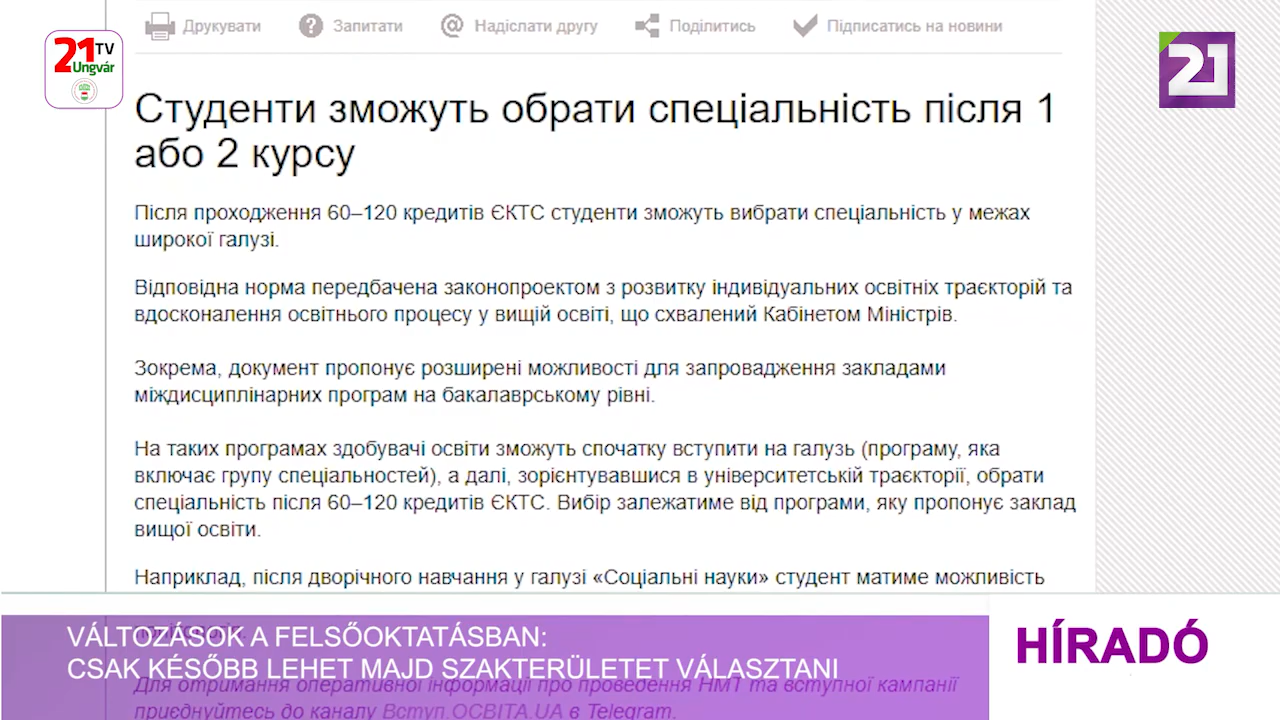 Друкувати Запитати Надіслати другу Поділитись Підписатись на новини
21 TV
Ungvár
21
Студенти зможуть обрати спеціальність після 1
або 2 курсу
Після проходження 60–120 кредитів ЄКТС студенти зможуть вибрати спеціальність у межах
широкої галузі.
Відповідна норма передбачена законопроектом з розвитку індивідуальних освітніх траєкторій та
вдосконалення освітнього процесу у вищій освіті, що схвалений Кабінетом Міністрів.
Зокрема, документ пропонує розширені можливості для запровадження закладами
міждисциплінарних програм на бакалаврському рівні.
На таких програмах здобувачі освіти зможуть спочатку вступити на галузь (програму, яка
включає групу спеціальностей), а далі, зорієнтувавшися в університетській траєкторії, обрати
спеціальність після 60–120 кредитів ЄКТС. Вибір залежатиме від програми, яку пропонує заклад
вищої освіти.
Наприклад, після дворічного навчання у галузі «Соціальні науки» студент матиме можливість
VÁLTOZÁSOK A FELSŐOKTATÁSBAN:
CSAK KÉSŐBB LEHET MAJD SZAKTERÜLETET VÁLASZTANI
HÍRADÓ
Для отримання оперативної інформації про проведення НМТ та вступної кампанії
приєднуйтесь до каналу Вступ.ОСВІТА.UA в Telegram.